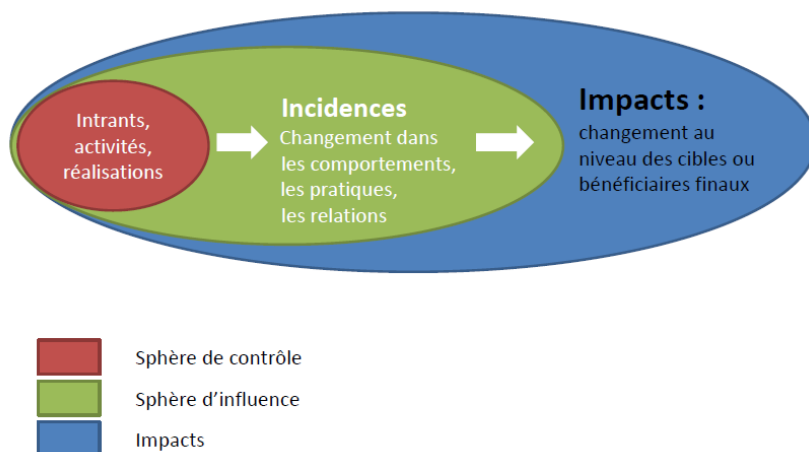 Intrants,
activités,
réalisations
Incidences
Changement dans
les comportements,
les pratiques,
les relations
Impacts :
changement au
niveau des cibles ou
bénéficiaires finaux
Sphère de contrôle
Sphère d’influence
Impacts